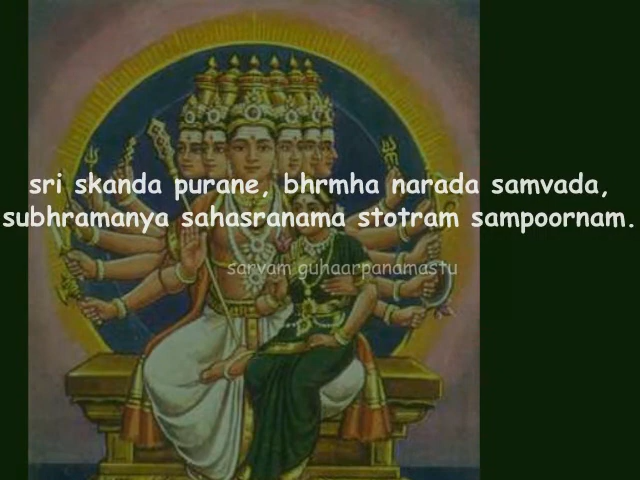 sri skanda purane, bhrmha narada samvada,
subhramanya sahasranama stotram sampoornam.
sarvam guhaarpanamastu